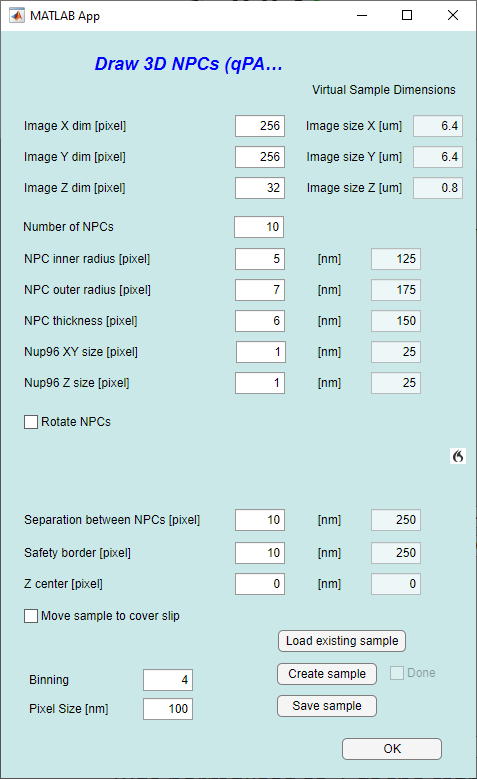 MATLAB App
Draw 3D NPCs (qPA...
Virtual Sample Dimensions
Image X dim [pixel] 256 Image size X [um] 6.4
Image Y dim [pixel] 256 Image size Y [um] 6.4
Image Z dim [pixel] 32 Image size Z [um] 0.8
Number of NPCs 10
NPC inner radius [pixel] 5 [nm] 125
NPC outer radius [pixel] 7 [nm] 175
NPC thickness [pixel] 6 [nm] 150
Nup96 XY size [pixel] 1 [nm] 25
Nup96 Z size [pixel] 1 [nm] 25
Rotate NPCs
Separation between NPCs [pixel] 10 [nm] 250
Safety border [pixel] 10 [nm] 250
Z center [pixel] 0 [nm] 0
Move sample to cover slip
Load existing sample
Binning 4 Create sample Done
Pixel Size [nm] 100 Save sample
OK